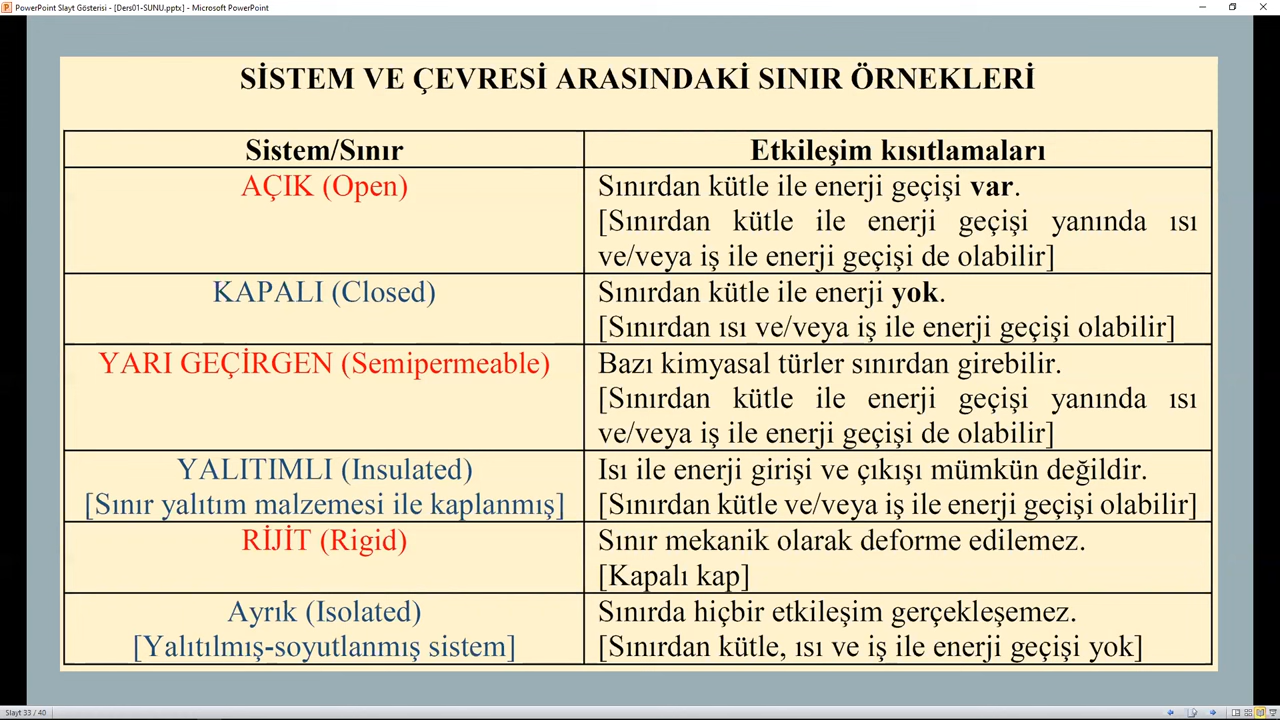 PowerPoint Slayt Gösterisi - [Ders01-SUNU.pptx] - Microsoft PowerPoint
SİSTEM VE ÇEVRESİ ARASINDAKİ SINIR ÖRNEKLERİ
Sistem/Sınır
Etkileşim kısıtlamaları
AÇIK (Open)
Sınırdan kütle ile enerji geçişi var.
[Sınırdan kütle ile enerji geçişi yanında ısı
ve/veya iş ile enerji geçişi de olabilir]
KAPALI (Closed)
Sınırdan kütle ile enerji yok.
[Sınırdan ısı ve/veya iş ile enerji geçişi olabilir]
YARI GEÇİRGEN (Semipermeable)
Bazı kimyasal türler sınırdan girebilir.
[Sınırdan kütle ile enerji geçişi yanında ısı
ve/veya iş ile enerji geçişi de olabilir]
YALITIMLI (Insulated)
[Sınır yalıtım malzemesi ile kaplanmış]
Isı ile enerji girişi ve çıkışı mümkün değildir.
[Sınırdan kütle ve/veya iş ile enerji geçişi olabilir]
RİJİT (Rigid)
Sınır mekanik olarak deforme edilemez.
[Kapalı kap]
Ayrık (Isolated)
[Yalıtılmış-soyutlanmış sistem]
Sınırda hiçbir etkileşim gerçekleşemez.
[Sınırdan kütle, ısı ve iş ile enerji geçişi yok]
Slayt 33 / 40